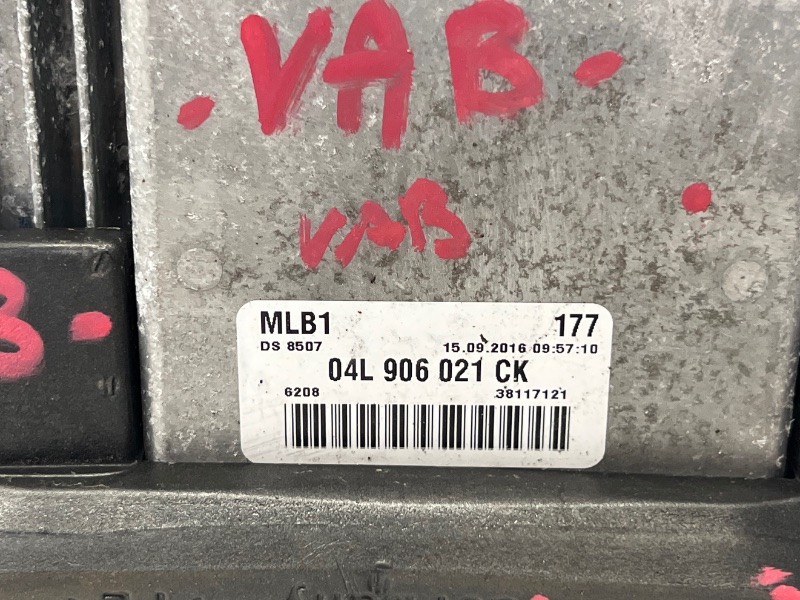 VAB
VAB
B
MLB1 177
DS 8507 15.09.2016 09:57:10
04L 906 021 CK
6208 38117121